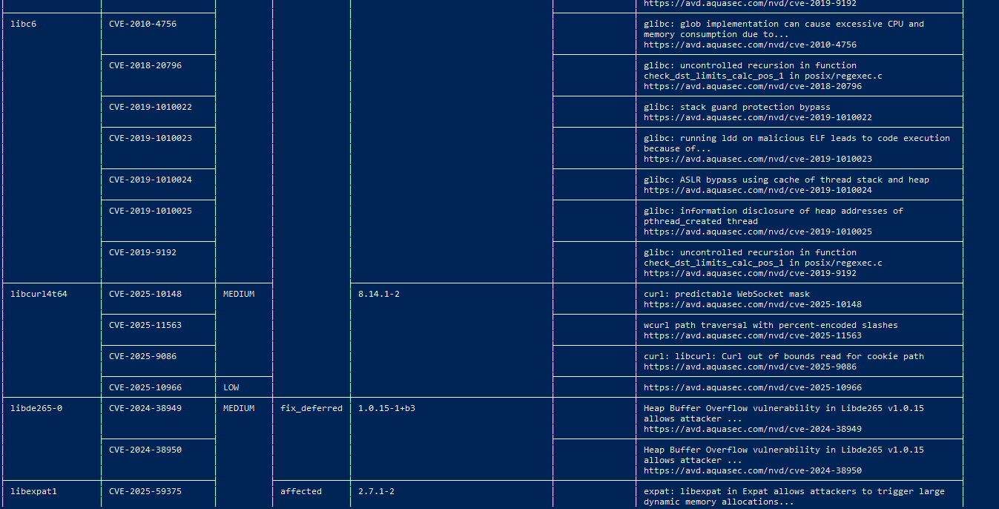 https://avd.aquasec.com/nvd/cve-2019-9192
libc6 CVE-2010-4756 glibc: glob implementation can cause excessive CPU and
memory consumption due to...
https://avd.aquasec.com/nvd/cve-2010-4756
CVE-2018-20796 glibc: uncontrolled recursion in function
check_dst_limits_calc_pos_1 in posix/regexec.c
https://avd.aquasec.com/nvd/cve-2018-20796
CVE-2019-1010022 glibc: stack guard protection bypass
https://avd.aquasec.com/nvd/cve-2019-1010022
CVE-2019-1010023 glibc: running ldd on malicious ELF leads to code execution
because of...
https://avd.aquasec.com/nvd/cve-2019-1010023
CVE-2019-1010024 glibc: ASLR bypass using cache of thread stack and heap
https://avd.aquasec.com/nvd/cve-2019-1010024
CVE-2019-1010025 glibc: information disclosure of heap addresses of
pthread_created thread
https://avd.aquasec.com/nvd/cve-2019-1010025
CVE-2019-9192 glibc: uncontrolled recursion in function
check_dst_limits_calc_pos_1 in posix/regexec.c
https://avd.aquasec.com/nvd/cve-2019-9192
libcurl4t64 CVE-2025-10148 MEDIUM 8.14.1-2 curl: predictable WebSocket mask
https://avd.aquasec.com/nvd/cve-2025-10148
CVE-2025-11563 wcurl path traversal with percent-encoded slashes
https://avd.aquasec.com/nvd/cve-2025-11563
CVE-2025-9086 curl: libcurl: Curl out of bounds read for cookie path
https://avd.aquasec.com/nvd/cve-2025-9086
CVE-2025-10966 LOW https://avd.aquasec.com/nvd/cve-2025-10966
libde265-0 CVE-2024-38949 MEDIUM fix_deferred 1.0.15-1+b3 Heap Buffer Overflow vulnerability in Libde265 v1.0.15
allows attacker ...
https://avd.aquasec.com/nvd/cve-2024-38949
CVE-2024-38950 Heap Buffer Overflow vulnerability in Libde265 v1.0.15
allows attacker ...
https://avd.aquasec.com/nvd/cve-2024-38950
libexpat1 CVE-2025-59375 affected 2.7.1-2 expat: libexpat in Expat allows attackers to trigger large
dynamic memory allocations...